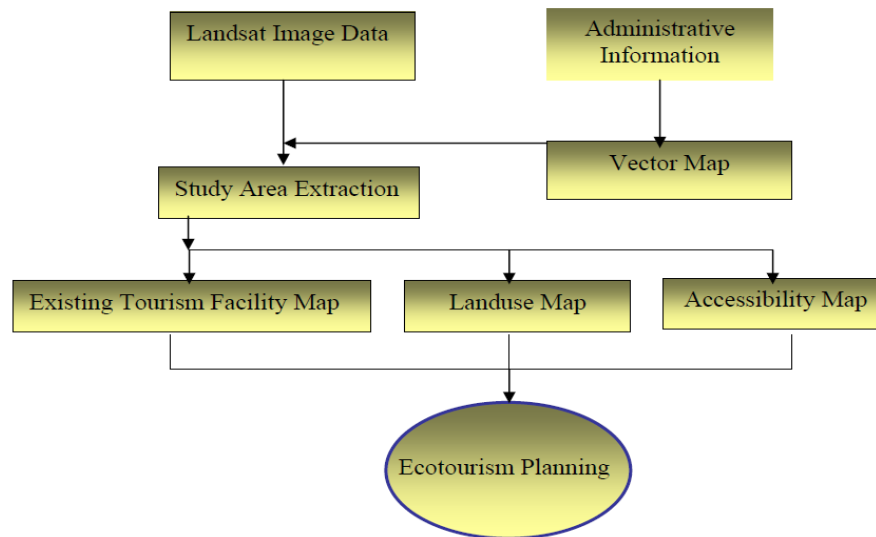 Landsat Image Data
Administrative
Information
Vector Map
Study Area Extraction
Existing Tourism Facility Map
Landuse Map
Accessibility Map
Ecotourism Planning